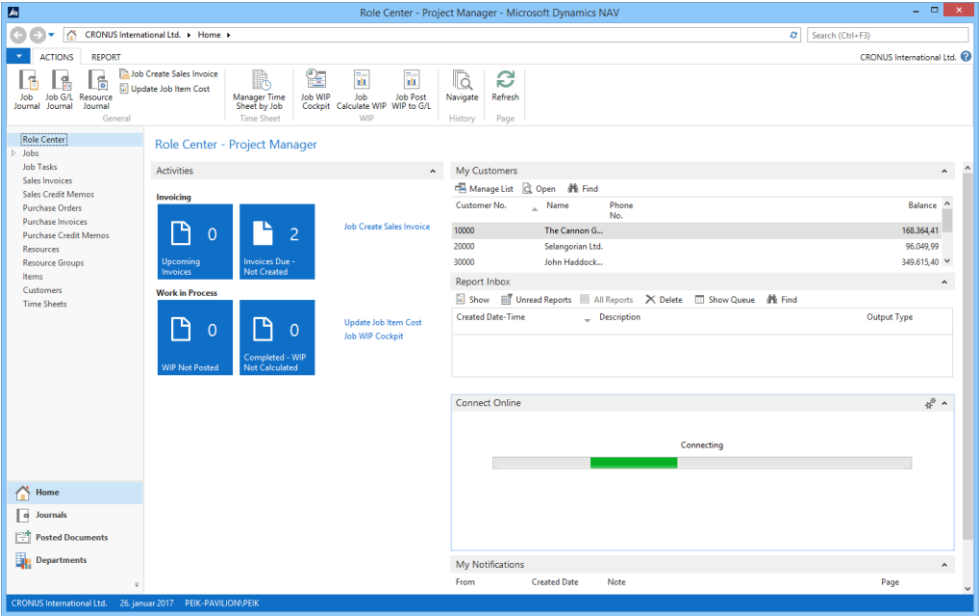 Role Center - Project Manager - Microsoft Dynamics NAV
CRONUS International Ltd. Home
Search (Ctrl+F3)
ACTIONS REPORT
CRONUS International Ltd.
Job Journal
Job G/L Journal
Resource Journal
Job Create Sales Invoice
Update Job Item Cost
General
Manager Time Sheet by Job
Time Sheet
Job WIP Cockpit
Job Calculate WIP
Job Post WIP to G/L
WIP
Navigate
History
Refresh
Page
Role Center
Jobs
Job Tasks
Sales Invoices
Sales Credit Memos
Purchase Orders
Purchase Invoices
Purchase Credit Memos
Resources
Resource Groups
Items
Customers
Time Sheets
Home
Journals
Posted Documents
Departments
Role Center - Project Manager
Activities
Invoicing
0
Upcoming
Invoices
2
Invoices Due -
Not Created
Job Create Sales Invoice
Work in Process
0
WIP Not Posted
0
Completed - WIP
Not Calculated
Update Job Item Cost
Job WIP Cockpit
My Customers
Manage List Open Find
Customer No. Name Phone No. Balance
10000 The Cannon G... 168.364,41
20000 Selangorian Ltd. 96.049,99
30000 John Haddock... 349.615,40
Report Inbox
Show Unread Reports All Reports Delete Show Queue Find
Created Date-Time Description Output Type
Connect Online
Connecting
My Notifications
From Created Date Note Page
CRONUS International Ltd. 26. januar 2017 PEIK-PAVILION\PEIK